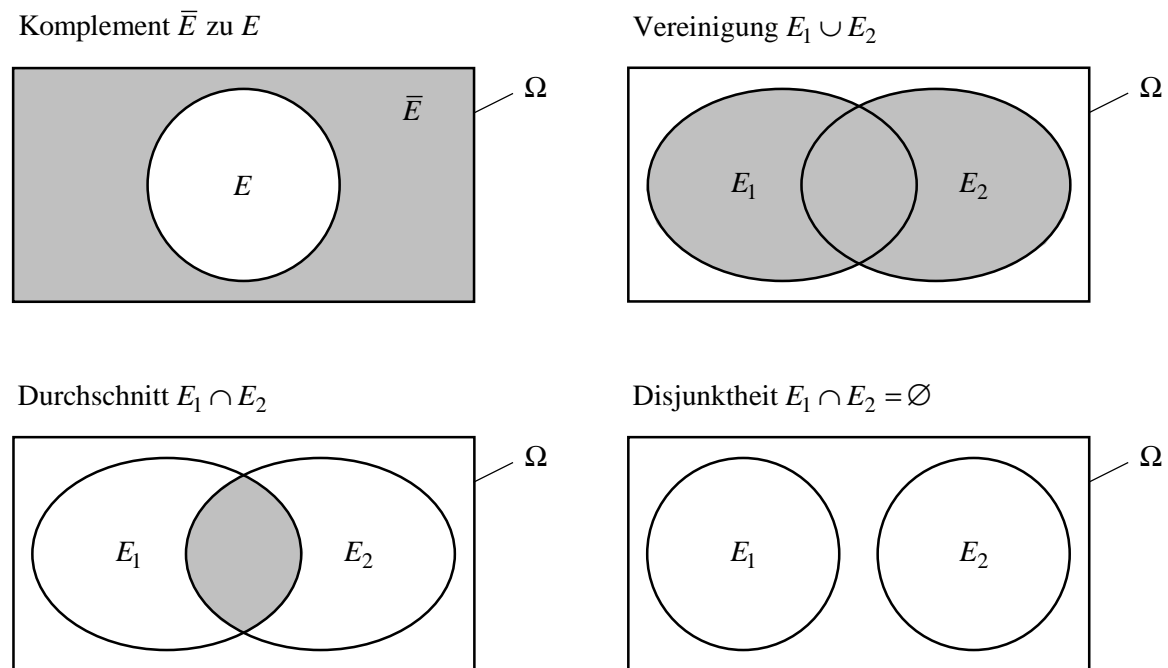 Komplement E̅ zu E
Vereinigung E₁ ∪ E₂
Ω
E̅
E
Ω
E₁
E₂
Durchschnitt E₁ ∩ E₂
Disjunktheit E₁ ∩ E₂ = ∅
Ω
E₁
E₂
Ω
E₁
E₂